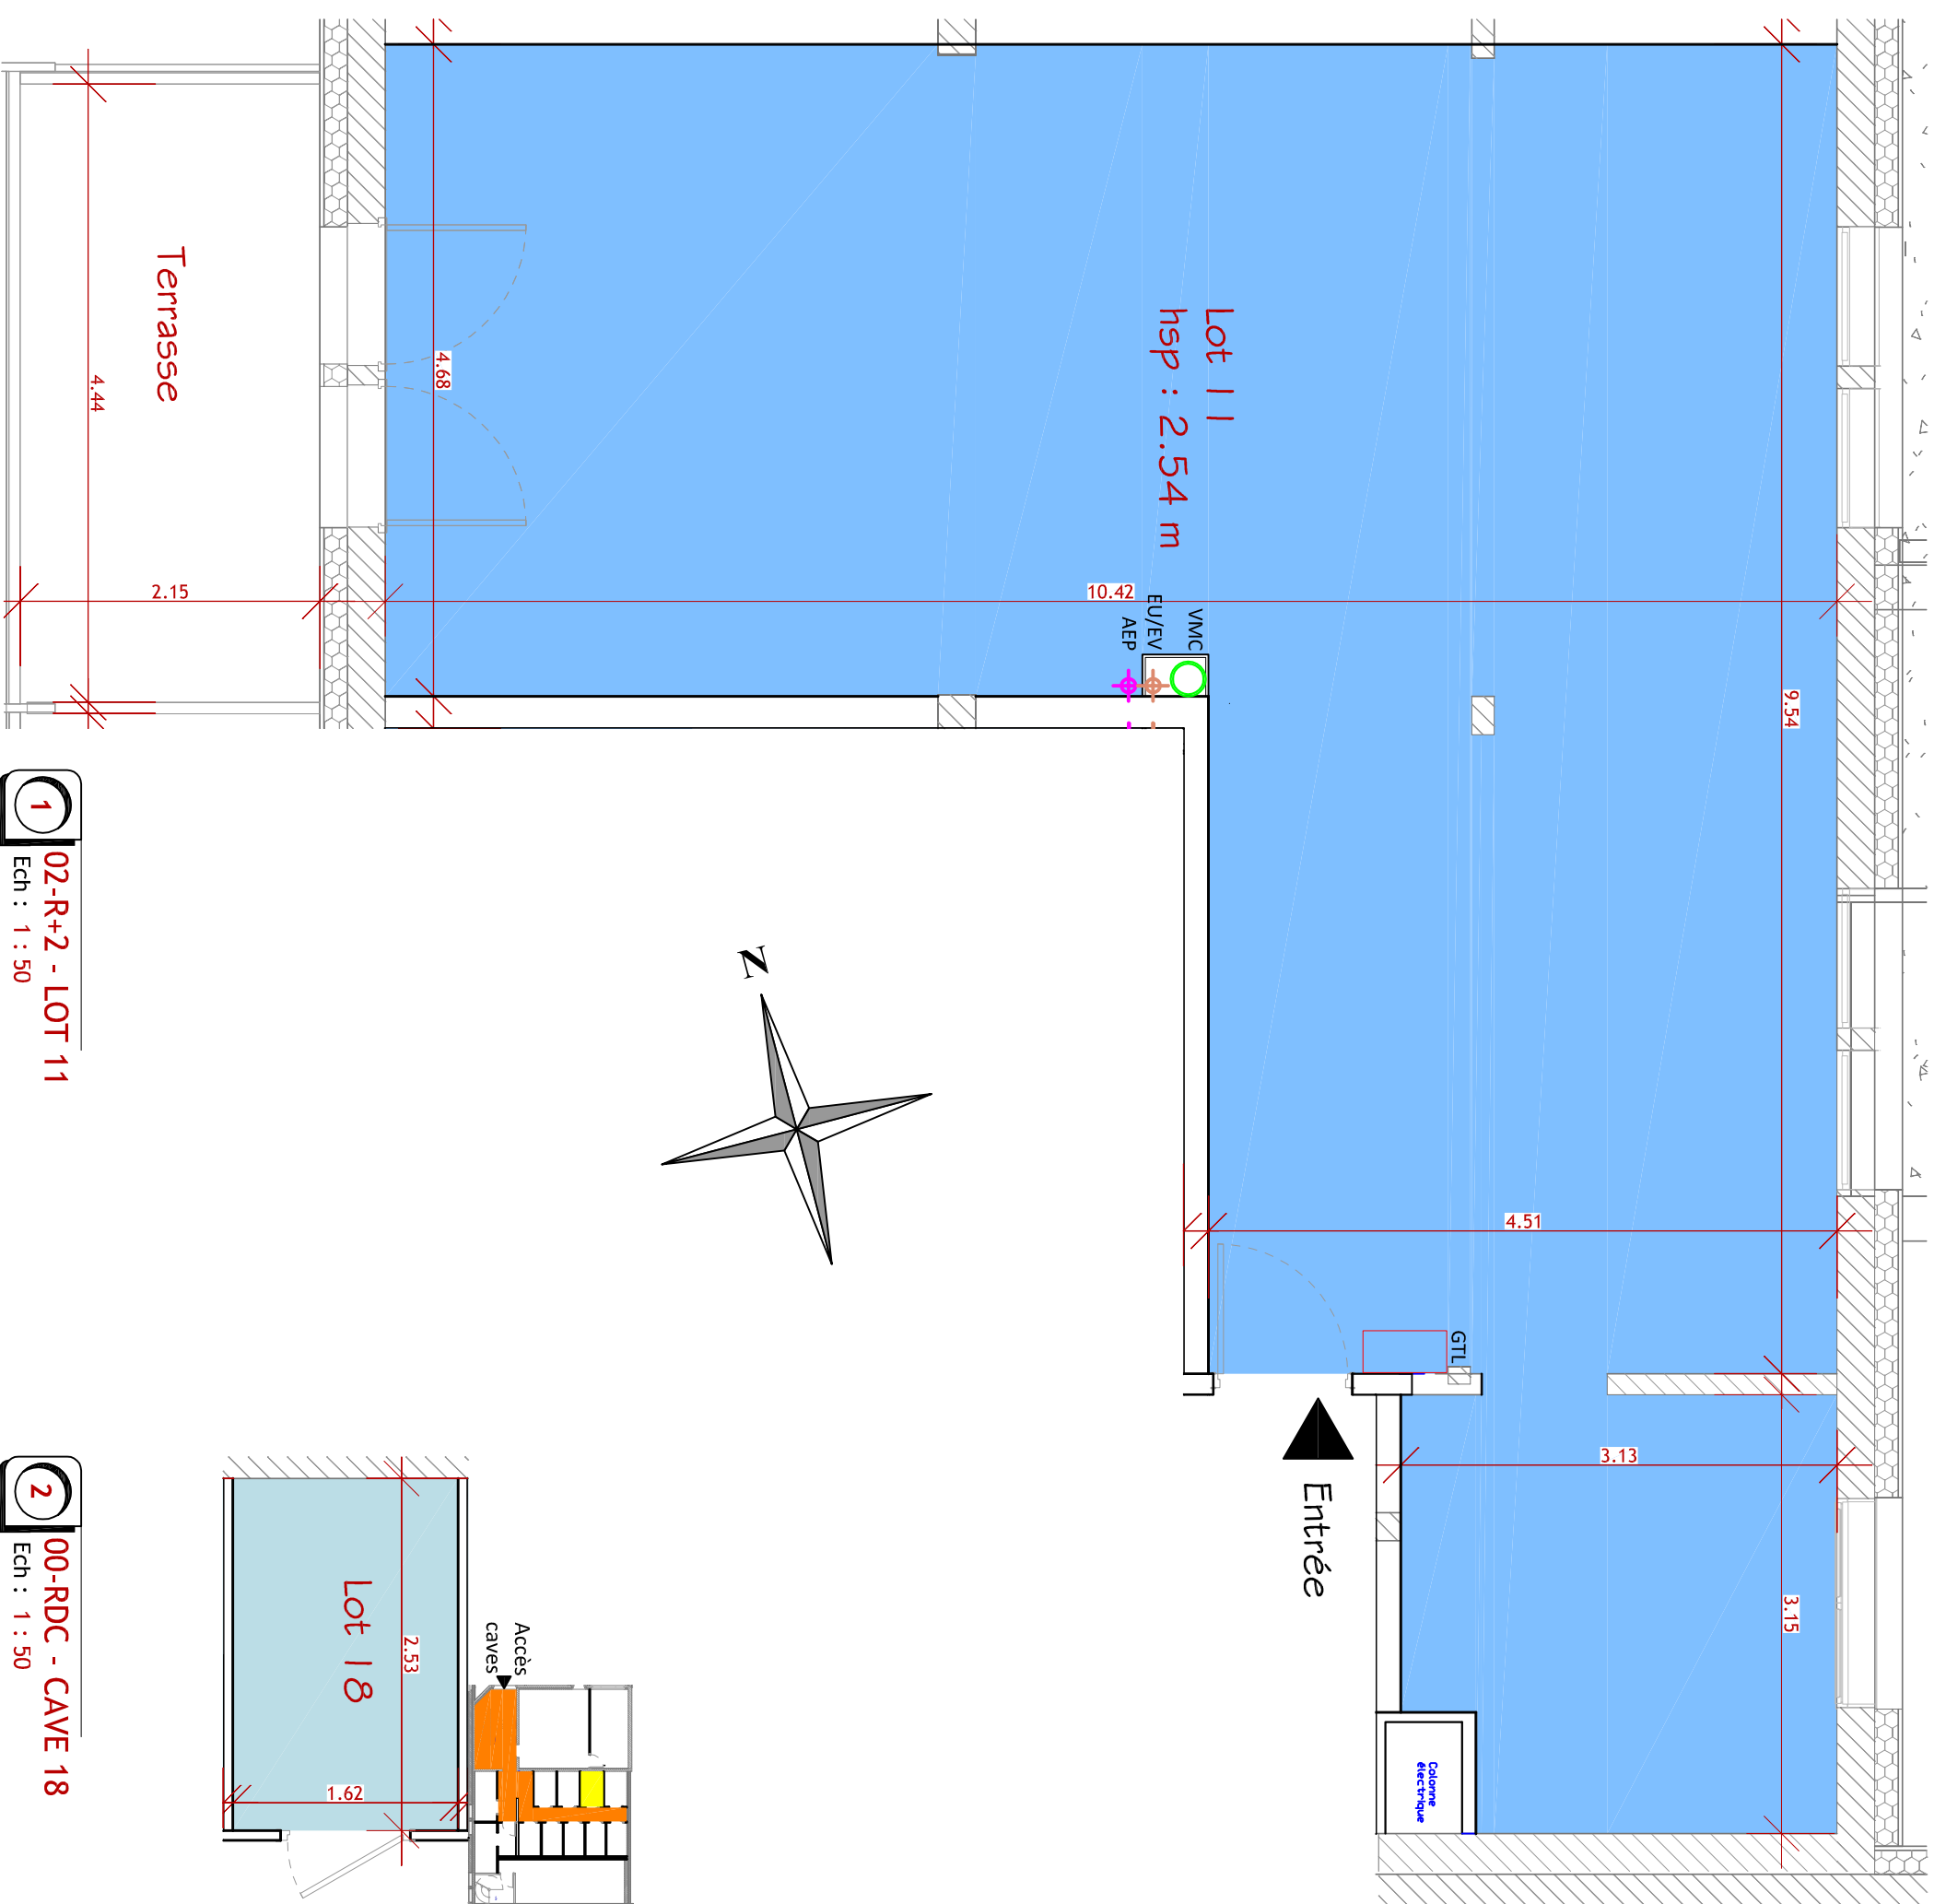 Lot 11
hsp : 2.54 m
Terrasse
4.44
2.15
4.68
10.42
9.54
VMC
EU/EV
AEP
4.51
GTL
3.13
3.15
Entrée
Colonne
électrique
N
1
02-R+2 - LOT 11
Ech : 1 : 50
2
00-RDC - CAVE 18
Ech : 1 : 50
Lot 18
2.53
1.62
Accès
caves